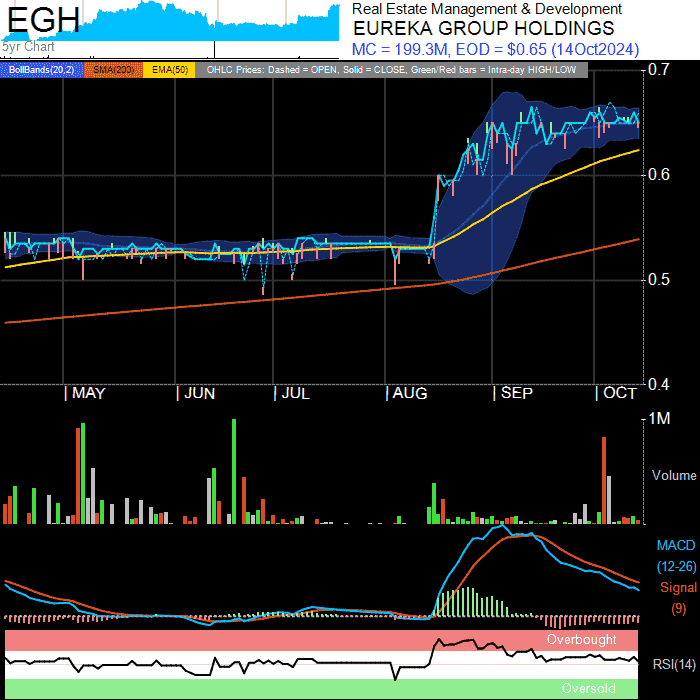 EGH
5yr Chart
Real Estate Management & Development
EUREKA GROUP HOLDINGS
MC = 199.3M, EOD = $0.65 (14Oct2024)
BollBands(20,2) SMA(200) EMA(50) OHLC Prices: Dashed = OPEN, Solid = CLOSE, Green/Red bars = Intra-day HIGH/LOW
0.7
0.6
0.5
0.4
| MAY | JUN | JUL | AUG | SEP | OCT
1M
Volume
MACD
(12-26)
Signal
(9)
Overbought
RSI(14)
Oversold